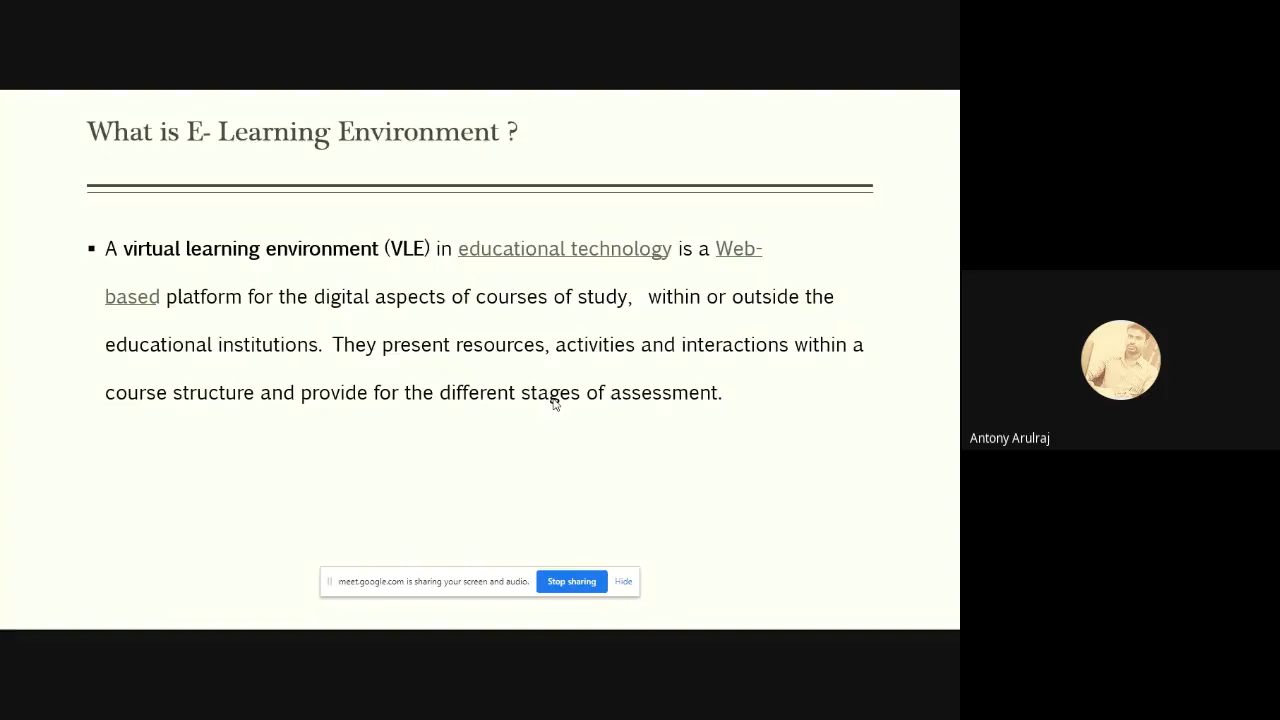 What is E- Learning Environment ?
▪ A virtual learning environment (VLE) in educational technology is a Web-
based platform for the digital aspects of courses of study,   within or outside the
educational institutions.  They present resources, activities and interactions within a
course structure and provide for the different stages of assessment.
meet.google.com is sharing your screen and audio. Stop sharing Hide
Antony Arulraj